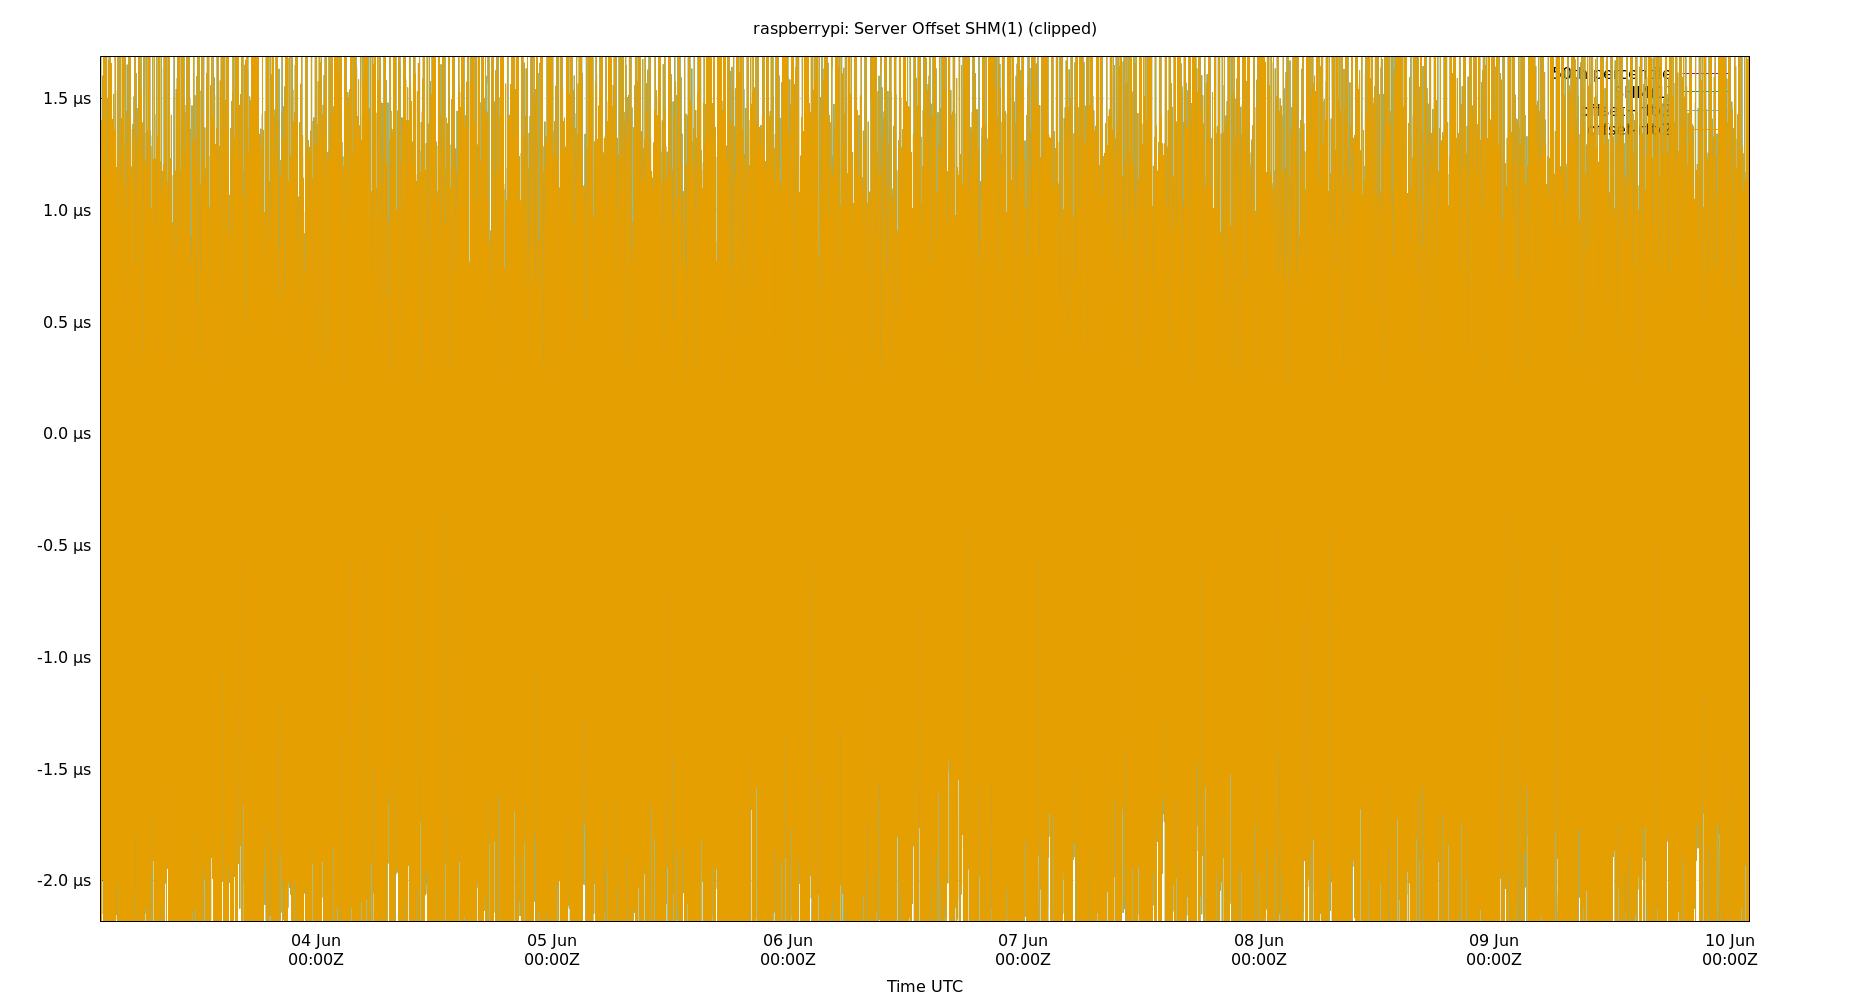 raspberrypi: Server Offset SHM(1) (clipped)
1.5 µs
1.0 µs
0.5 µs
0.0 µs
-0.5 µs
-1.0 µs
-1.5 µs
-2.0 µs
04 Jun 05 Jun 06 Jun 07 Jun 08 Jun 09 Jun 10 Jun
00:00Z 00:00Z 00:00Z 00:00Z 00:00Z 00:00Z 00:00Z
Time UTC